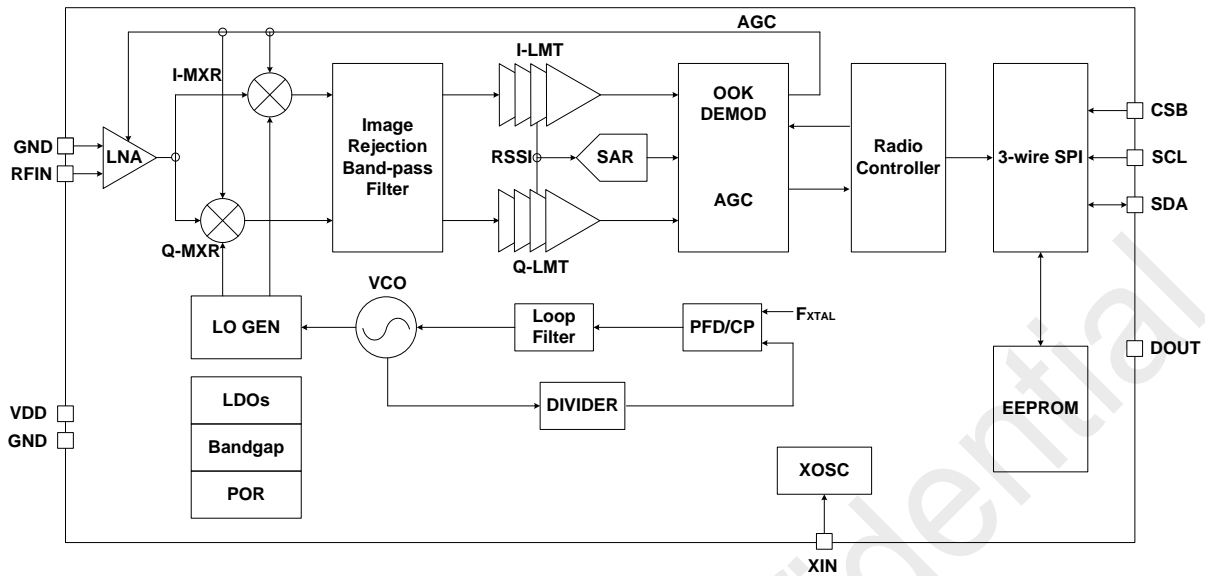 AGC
I-MXR
I-LMT
GND
RFIN
LNA
Image
Rejection
Band-pass
Filter
RSSI
SAR
OOK
DEMOD
AGC
Radio
Controller
3-wire SPI
CSB
SCL
SDA
Q-MXR
Q-LMT
VCO
LO GEN
Loop
Filter
PFD/CP
FXTAL
DOUT
LDOs
DIVIDER
EEPROM
VDD
GND
Bandgap
POR
XOSC
XIN